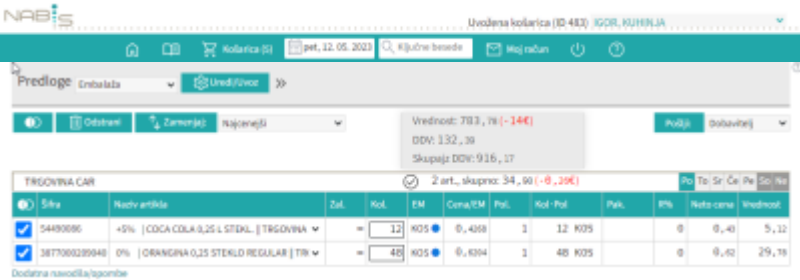 NABIS
Uvožena košarica (ID 483) IGOR, KUHINJA
Košarica (5) pet, 12. 05. 2023 Ključne besede Moj račun
Predloge Embalaža Uredi/Uvoz »
Odstrani Zamenjaj: Najcenejši Vrednost: 783,78 (-14€) Pošlji: Dobavitelj
DDV: 132,39
Skupaj z DDV: 916,17
TRGOVINA CAR 2 art., skupno: 34,90 (-0,26€) Po To Sr Če Pe So Ne
Šifra Naziv artikla Zal. Kol. EM Cena/EM Pol. Kol·Pol Pak. R% Neto cena Vrednost
54490086 +5% | COCA COLA 0,25 L STEKL. | TRGOVINA = 12 KOS 0,4268 1 12 KOS 0 0,43 5,12
3877000209040 0% | ORANGINA 0,25 STEKLO REGULAR | TR = 48 KOS 0,6204 1 48 KOS 0 0,62 29,78
Dodatna navodila/opombe